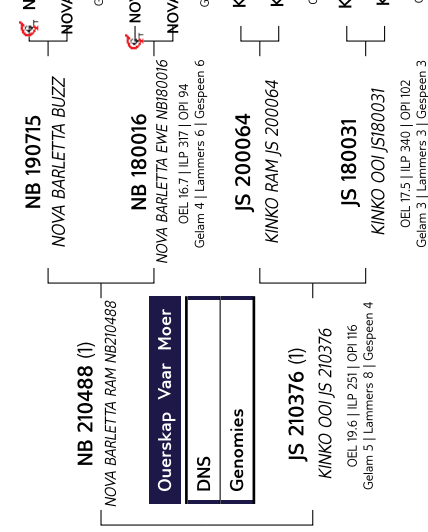 NB 210488 (1)
NOVA BARLETTA RAM NB210488
Ouerskap Vaar Moer
DNS
Genomies
JS 210376 (1)
KINKO OOI JS 210376
OEL 19.6 | ILP 251 | OPI 116
Gelam 5 | Lammers 8 | Gespeen 4
NB 190715
NOVA BARLETTA BUZZ
NB 180016
NOVA BARLETTA EWE NB180016
OEL 16.7 | ILP 317 | OPI 94
Gelam 4 | Lammers 6 | Gespeen 6
JS 200064
KINKO RAM JS 200064
JS 180031
KINKO OOI JS180031
OEL 17.5 | ILP 340 | OPI 102
Gelam 3 | Lammers 3 | Gespeen 3